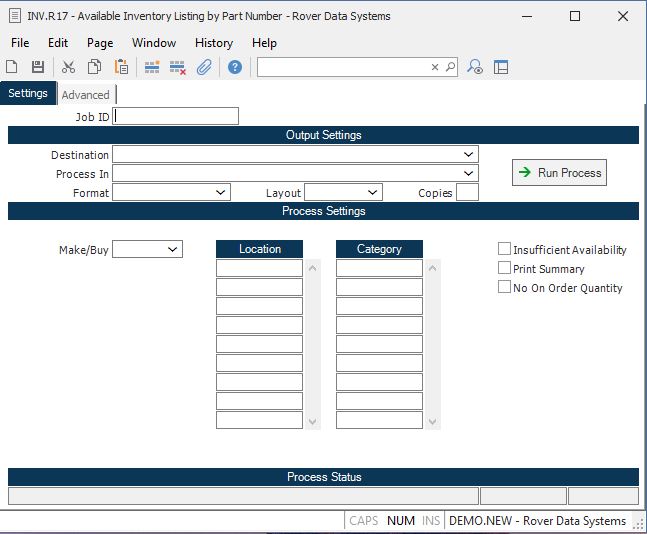 INV.R17 - Available Inventory Listing by Part Number - Rover Data Systems
File Edit Page Window History Help
Settings Advanced
Job ID
Output Settings
Destination
Process In
Run Process
Format Layout Copies
Process Settings
Make/Buy Location Category Insufficient Availability
Print Summary
No On Order Quantity
Process Status
CAPS NUM INS DEMO.NEW - Rover Data Systems